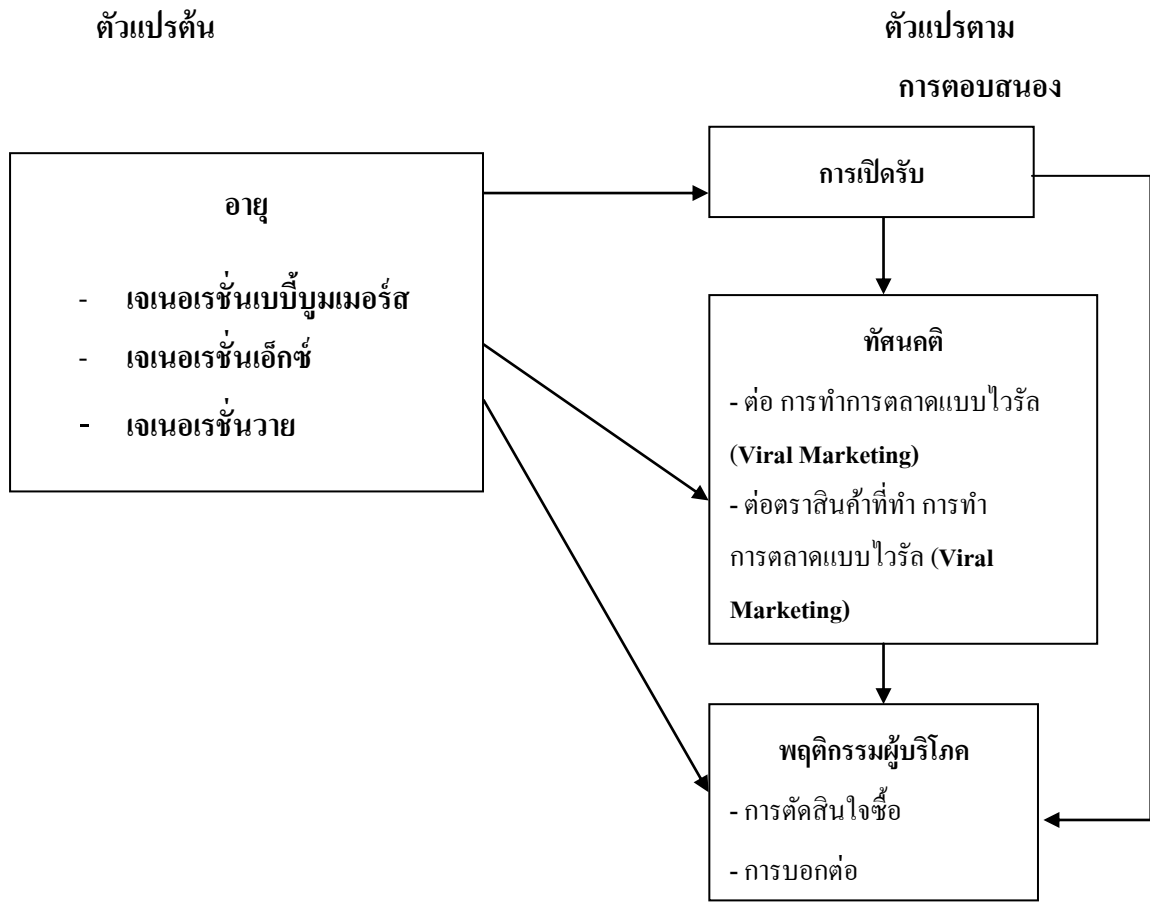 ตัวแปรต้น
ตัวแปรตาม
การตอบสนอง
อายุ
- เจเนอเรชั่นเบบี้บูมเมอร์ส
- เจเนอเรชั่นเอ็กซ์
- เจเนอเรชั่นวาย
การเปิดรับ
ทัศนคติ
- ต่อ การทำการตลาดแบบไวรัล
(Viral Marketing)
- ต่อตราสินค้าที่ทำ การทำ
การตลาดแบบไวรัล (Viral
Marketing)
พฤติกรรมผู้บริโภค
- การตัดสินใจซื้อ
- การบอกต่อ